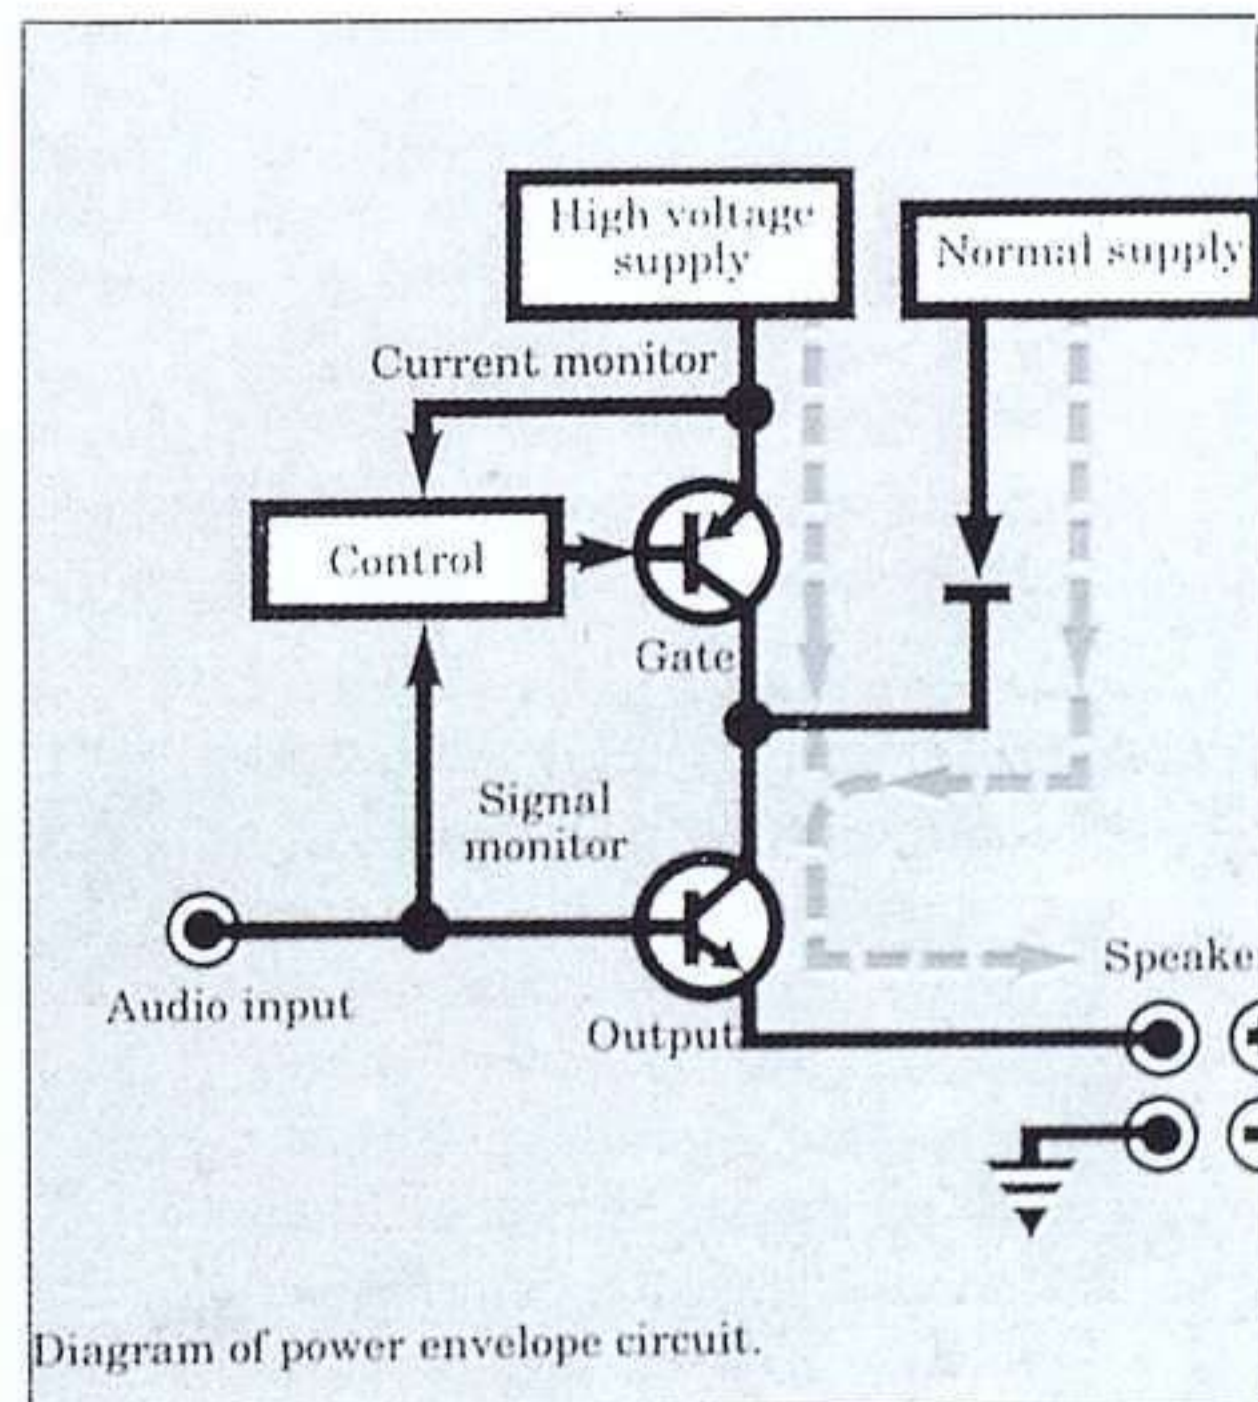 High voltage
supply
Normal supply
Current monitor
Control
Gate
Signal
monitor
Audio input
Output
Speake
Diagram of power envelope circuit.